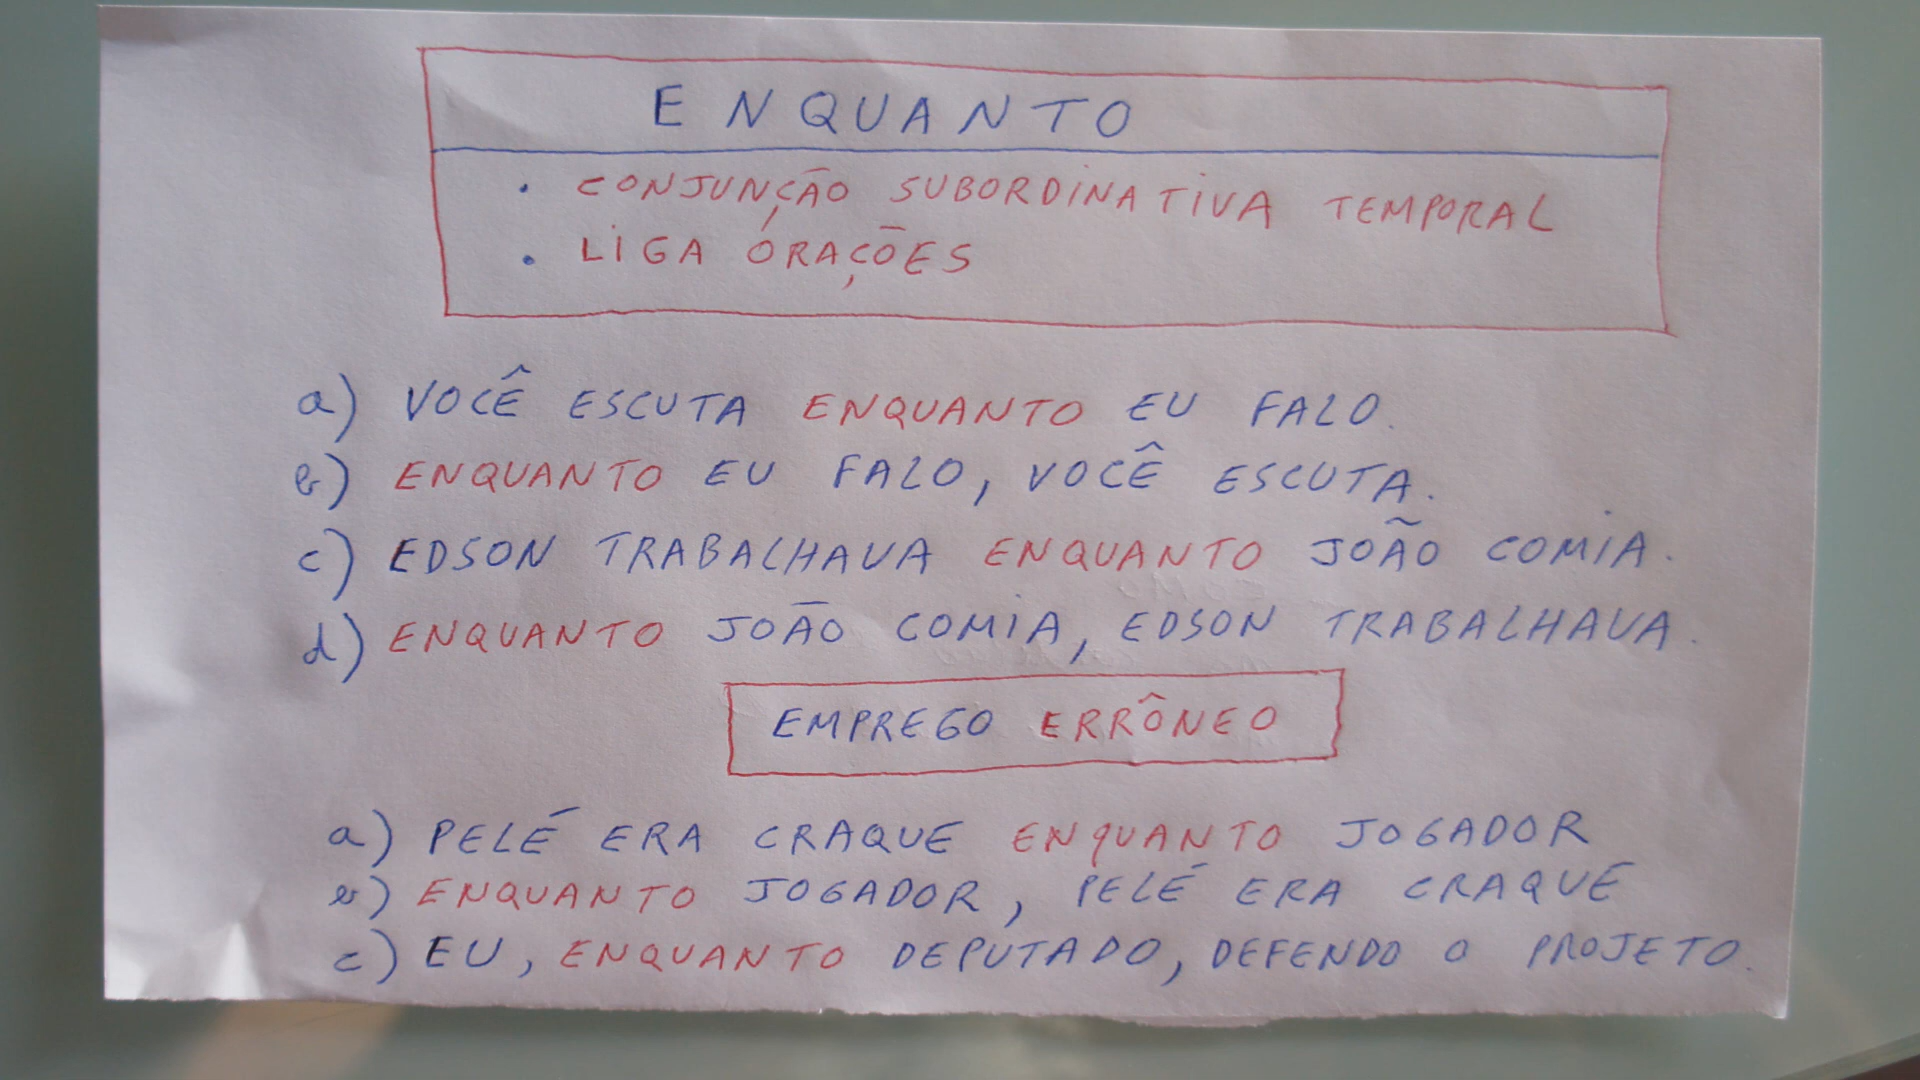 ENQUANTO
• CONJUNÇÃO SUBORDINATIVA TEMPORAL
• LIGA ORAÇÕES
a) VOCÊ ESCUTA ENQUANTO EU FALO.
b) ENQUANTO EU FALO, VOCÊ ESCUTA.
c) EDSON TRABALHAVA ENQUANTO JOÃO COMIA.
d) ENQUANTO JOÃO COMIA, EDSON TRABALHAVA.
EMPREGO ERRÔNEO
a) PELÉ ERA CRAQUE ENQUANTO JOGADOR
b) ENQUANTO JOGADOR, PELÉ ERA CRAQUE
c) EU, ENQUANTO DEPUTADO, DEFENDO O PROJETO.